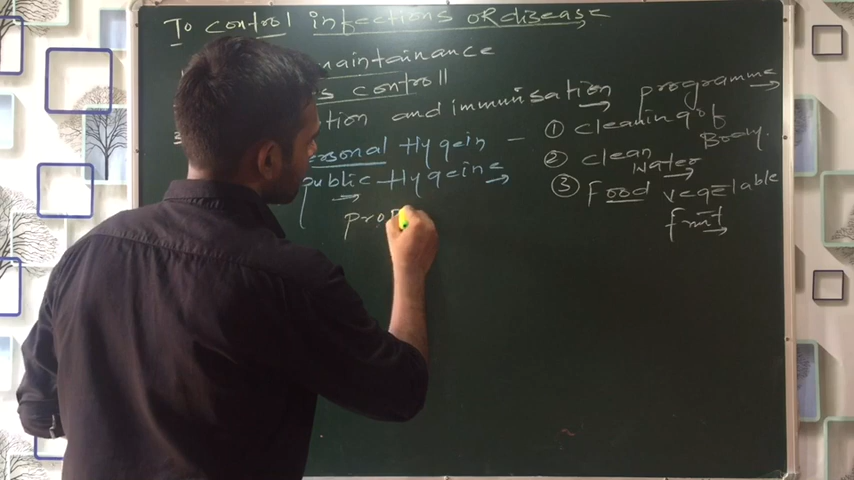 To control infections or disease
maintainance
s controll
tion and immunisation programme
ersonal Hygein -
public Hygeine
prop
① cleaning of
Body.
② clean
water
③ Food vegetable
fruit